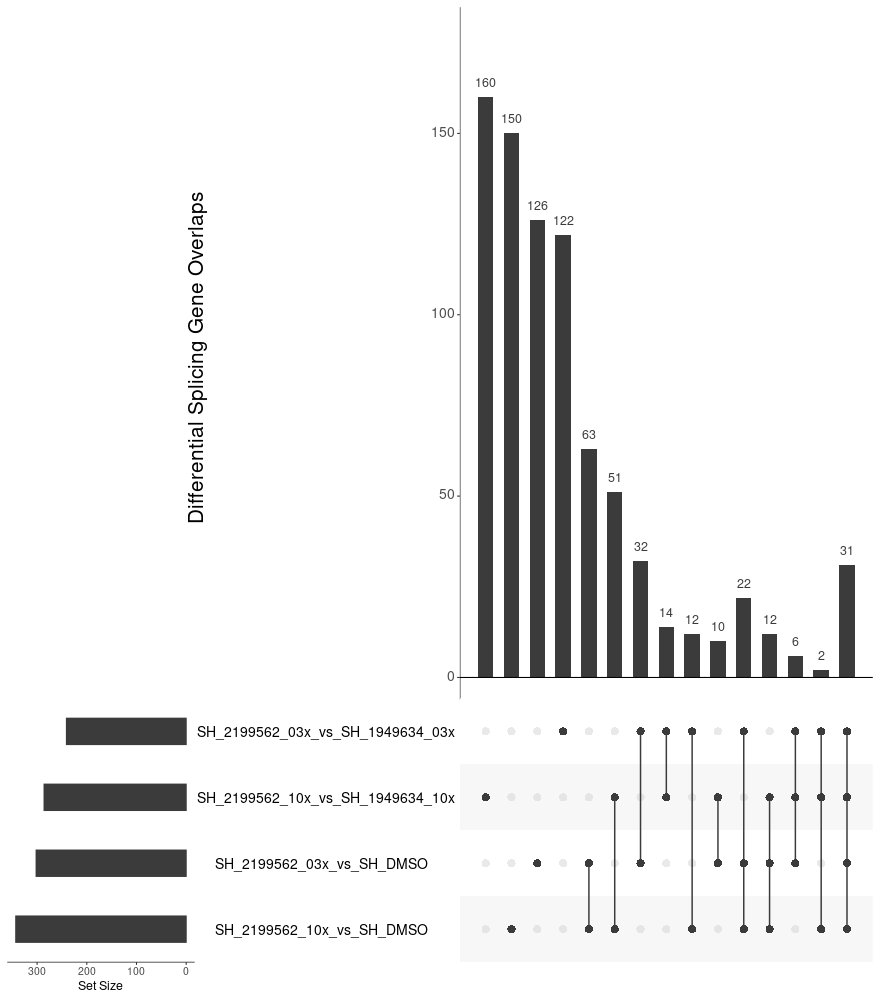 Differential Splicing Gene Overlaps
150
100
50
0
160
150
126
122
63
51
32
14
12
10
22
12
6
2
31
SH_2199562_03x_vs_SH_1949634_03x
SH_2199562_10x_vs_SH_1949634_10x
SH_2199562_03x_vs_SH_DMSO
SH_2199562_10x_vs_SH_DMSO
300 200 100 0
Set Size